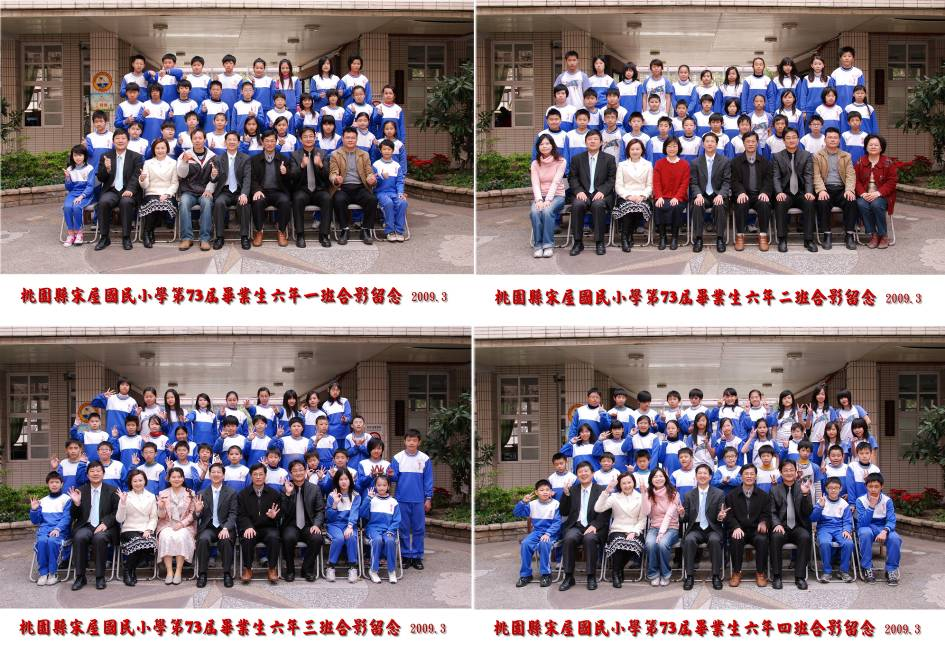 桃園縣宋屋國民小學第73屆畢業生六年一班合影留念 2009.3
桃園縣宋屋國民小學第73屆畢業生六年二班合影留念 2009.3
桃園縣宋屋國民小學第73屆畢業生六年三班合影留念 2009.3
桃園縣宋屋國民小學第73屆畢業生六年四班合影留念 2009.3